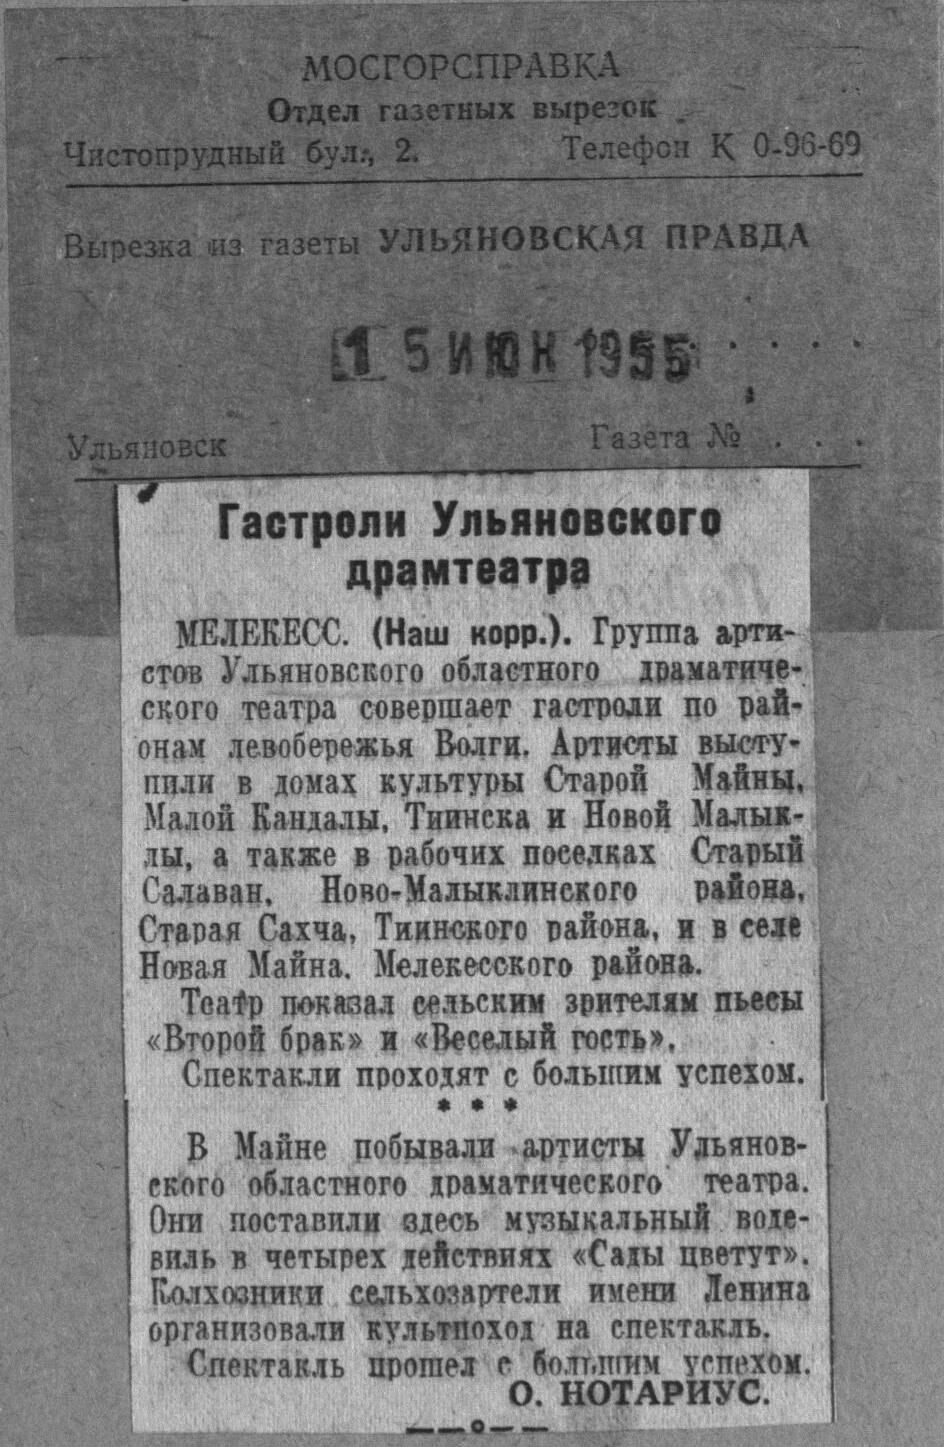 МОСГОРСПРАВКА
Отдел газетных вырезок
Чистопрудный бул., 2. Телефон К 0-96-69
Вырезка из газеты УЛЬЯНОВСКАЯ ПРАВДА
15 ИЮН 1955
Ульяновск Газета № . . .
Гастроли Ульяновского
драмтеатра
МЕЛЕКЕСС. (Наш корр.). Группа арти-
стов Ульяновского областного драматиче-
ского театра совершает гастроли по рай-
онам левобережья Волги. Артисты высту-
пили в домах культуры Старой Майны,
Малой Кандалы, Тиинска и Новой Малык-
лы, а также в рабочих поселках Старый
Салаван, Ново-Малыклинского района,
Старая Сахча, Тиинского района, и в селе
Новая Майна, Мелекесского района.
Театр показал сельским зрителям пьесы
«Второй брак» и «Веселый гость».
Спектакли проходят с большим успехом.
* * *
В Майне побывали артисты Ульянов-
ского областного драматического театра.
Они поставили здесь музыкальный воде-
виль в четырех действиях «Сады цветут».
Колхозники сельхозартели имени Ленина
организовали культпоход на спектакль.
Спектакль прошел с большим успехом.
О. НОТАРИУС.